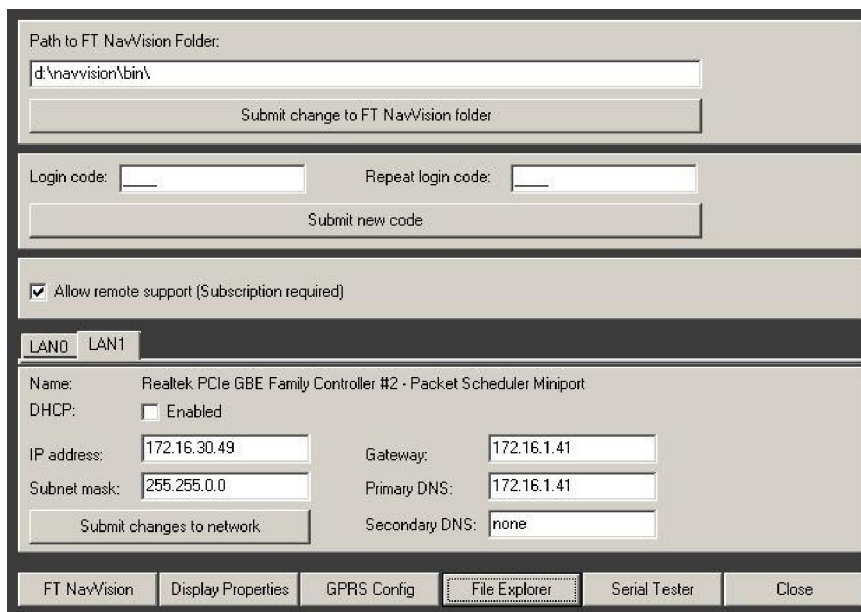 Path to FT NavVision Folder:
d:\navvision\bin\
Submit change to FT NavVision folder
Login code: ____ Repeat login code: ____
Submit new code
Allow remote support (Subscription required)
LAN0 LAN1
Name: Realtek PCIe GBE Family Controller #2 - Packet Scheduler Miniport
DHCP: Enabled
IP address: 172.16.30.49 Gateway: 172.16.1.41
Subnet mask: 255.255.0.0 Primary DNS: 172.16.1.41
Submit changes to network Secondary DNS: none
FT NavVision Display Properties GPRS Config File Explorer Serial Tester Close